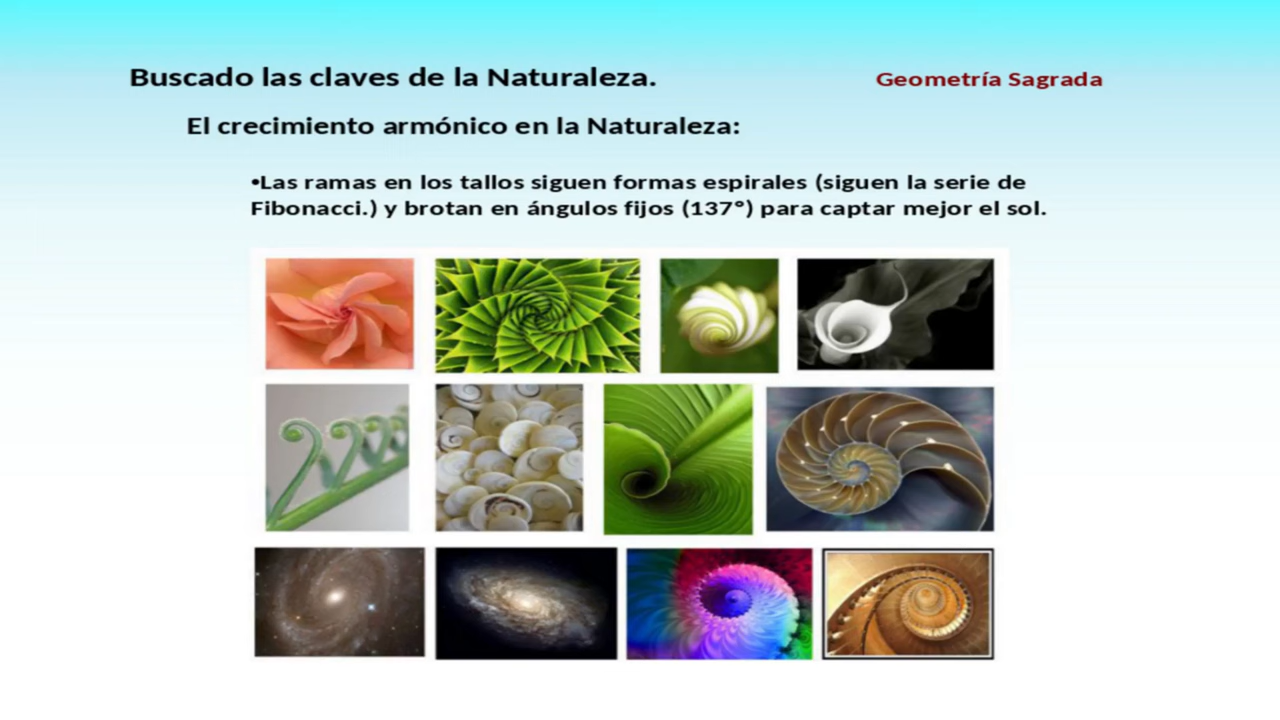 Buscado las claves de la Naturaleza.
Geometría Sagrada
El crecimiento armónico en la Naturaleza:
•Las ramas en los tallos siguen formas espirales (siguen la serie de
Fibonacci.) y brotan en ángulos fijos (137°) para captar mejor el sol.